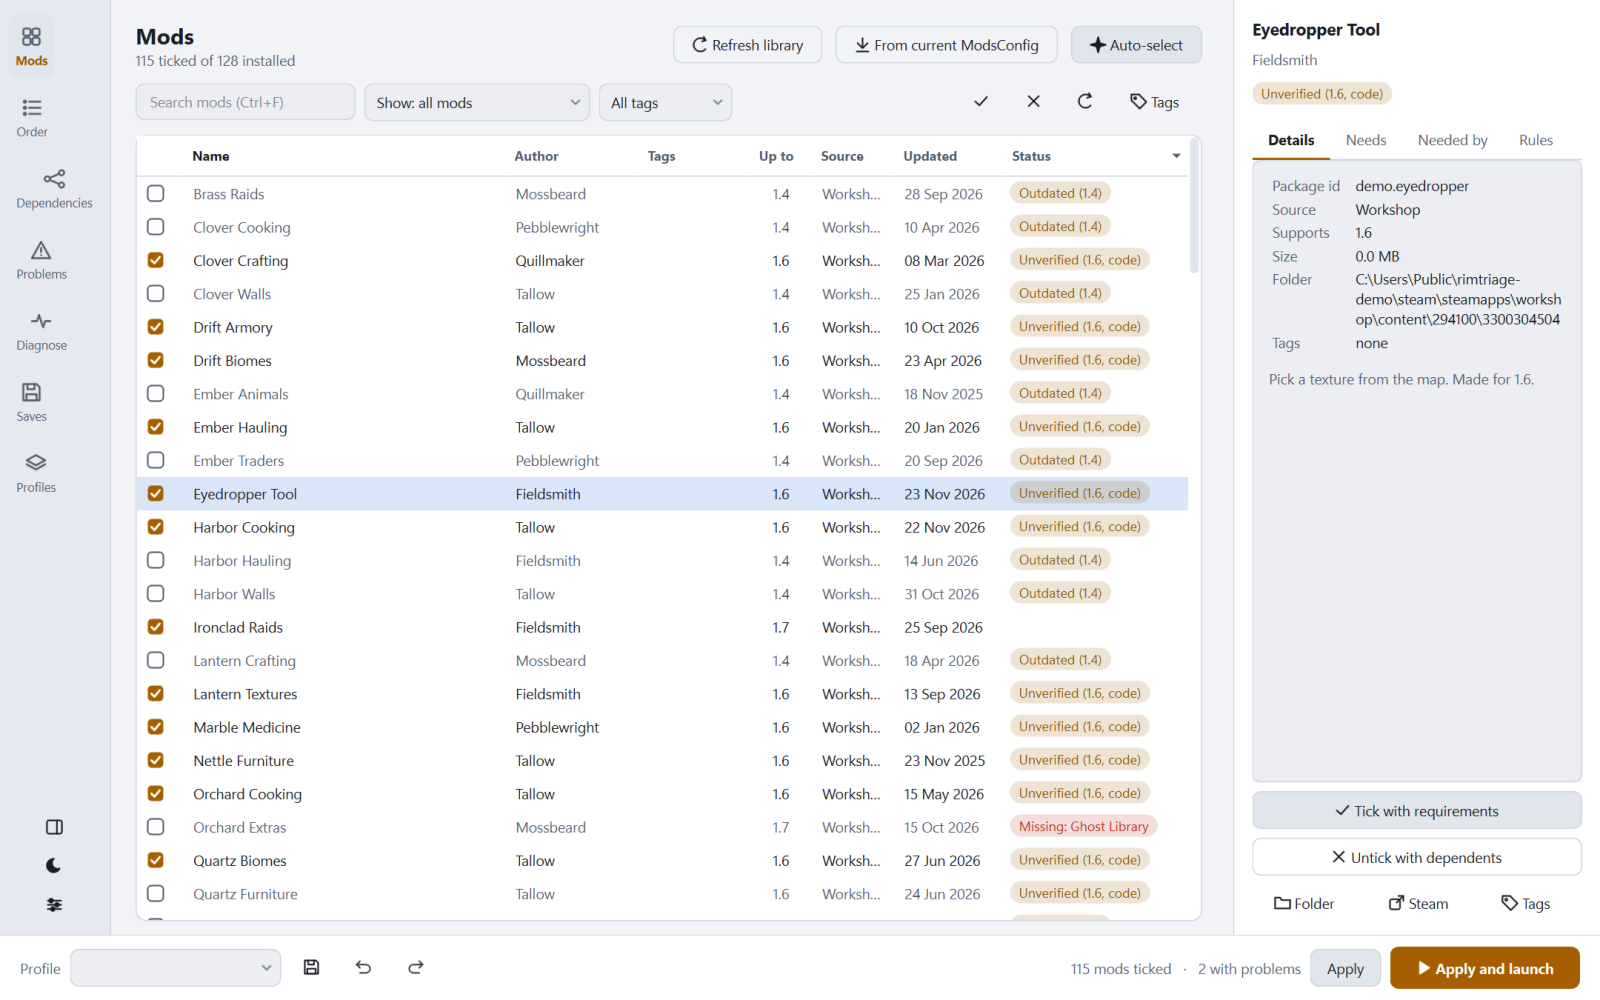 Mods
Order
Dependencies
Problems
Diagnose
Saves
Profiles
Mods
115 ticked of 128 installed
Refresh library
From current ModsConfig
Auto-select
Search mods (Ctrl+F)
Show: all mods
All tags
Tags
Name Author Tags Up to Source Updated Status
Brass Raids Mossbeard 1.4 Worksh... 28 Sep 2026 Outdated (1.4)
Clover Cooking Pebblewright 1.4 Worksh... 10 Apr 2026 Outdated (1.4)
Clover Crafting Quillmaker 1.6 Worksh... 08 Mar 2026 Unverified (1.6, code)
Clover Walls Tallow 1.4 Worksh... 25 Jan 2026 Outdated (1.4)
Drift Armory Tallow 1.6 Worksh... 10 Oct 2026 Unverified (1.6, code)
Drift Biomes Mossbeard 1.6 Worksh... 23 Apr 2026 Unverified (1.6, code)
Ember Animals Quillmaker 1.4 Worksh... 18 Nov 2025 Outdated (1.4)
Ember Hauling Tallow 1.6 Worksh... 20 Jan 2026 Unverified (1.6, code)
Ember Traders Pebblewright 1.4 Worksh... 20 Sep 2026 Outdated (1.4)
Eyedropper Tool Fieldsmith 1.6 Worksh... 23 Nov 2026 Unverified (1.6, code)
Harbor Cooking Tallow 1.6 Worksh... 22 Nov 2026 Unverified (1.6, code)
Harbor Hauling Fieldsmith 1.4 Worksh... 14 Jun 2026 Outdated (1.4)
Harbor Walls Tallow 1.4 Worksh... 31 Oct 2026 Outdated (1.4)
Ironclad Raids Fieldsmith 1.7 Worksh... 25 Sep 2026
Lantern Crafting Mossbeard 1.4 Worksh... 18 Apr 2026 Outdated (1.4)
Lantern Textures Fieldsmith 1.6 Worksh... 13 Sep 2026 Unverified (1.6, code)
Marble Medicine Pebblewright 1.6 Worksh... 02 Jan 2026 Unverified (1.6, code)
Nettle Furniture Tallow 1.6 Worksh... 23 Nov 2025 Unverified (1.6, code)
Orchard Cooking Tallow 1.6 Worksh... 15 May 2026 Unverified (1.6, code)
Orchard Extras Mossbeard 1.7 Worksh... 15 Oct 2026 Missing: Ghost Library
Quartz Biomes Tallow 1.6 Worksh... 27 Jun 2026 Unverified (1.6, code)
Quartz Furniture Tallow 1.6 Worksh... 24 Jun 2026 Unverified (1.6, code)
Eyedropper Tool
Fieldsmith
Unverified (1.6, code)
Details Needs Needed by Rules
Package id demo.eyedropper
Source Workshop
Supports 1.6
Size 0.0 MB
Folder C:\Users\Public\rimtriage-
demo\steam\steamapps\worksh
op\content\294100\3300304504
Tags none
Pick a texture from the map. Made for 1.6.
Tick with requirements
Untick with dependents
Folder Steam Tags
Profile
115 mods ticked · 2 with problems
Apply
Apply and launch